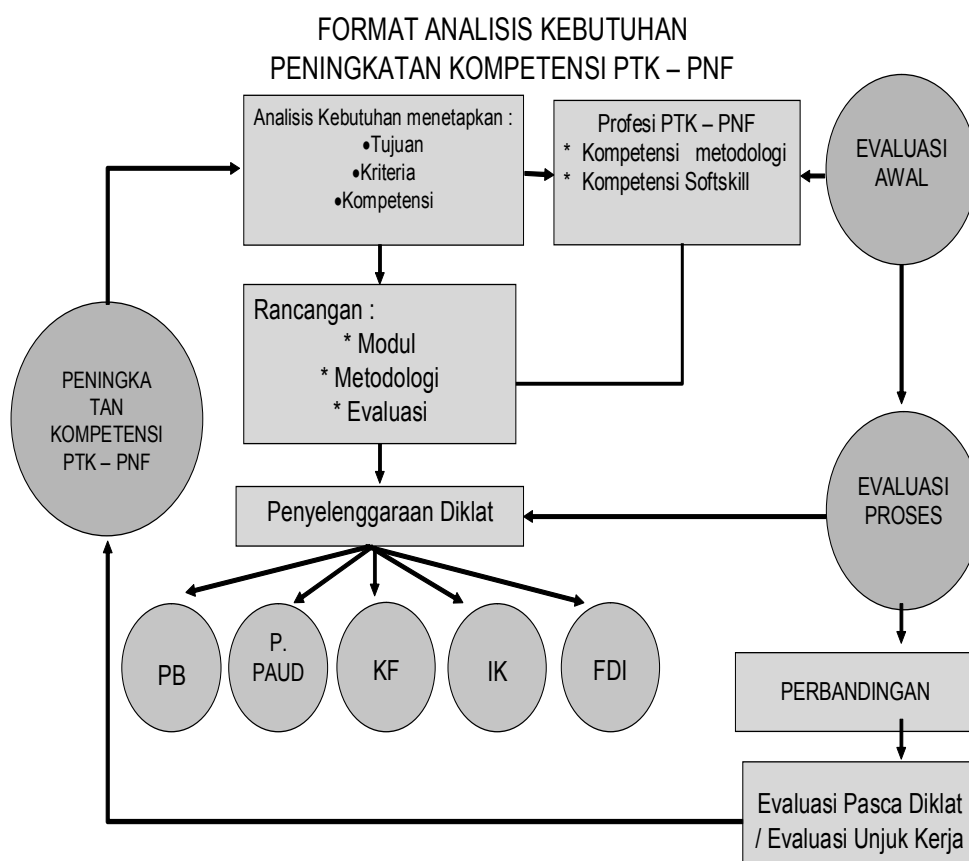 FORMAT ANALISIS KEBUTUHAN
PENINGKATAN KOMPETENSI PTK – PNF
Analisis Kebutuhan menetapkan :
•Tujuan
•Kriteria
•Kompetensi
Profesi PTK – PNF
* Kompetensi metodologi
* Kompetensi Softskill
EVALUASI
AWAL
Rancangan :
* Modul
* Metodologi
* Evaluasi
PENINGKA
TAN
KOMPETENSI
PTK – PNF
Penyelenggaraan Diklat
EVALUASI
PROSES
PB
P.
PAUD
KF
IK
FDI
PERBANDINGAN
Evaluasi Pasca Diklat
/ Evaluasi Unjuk Kerja